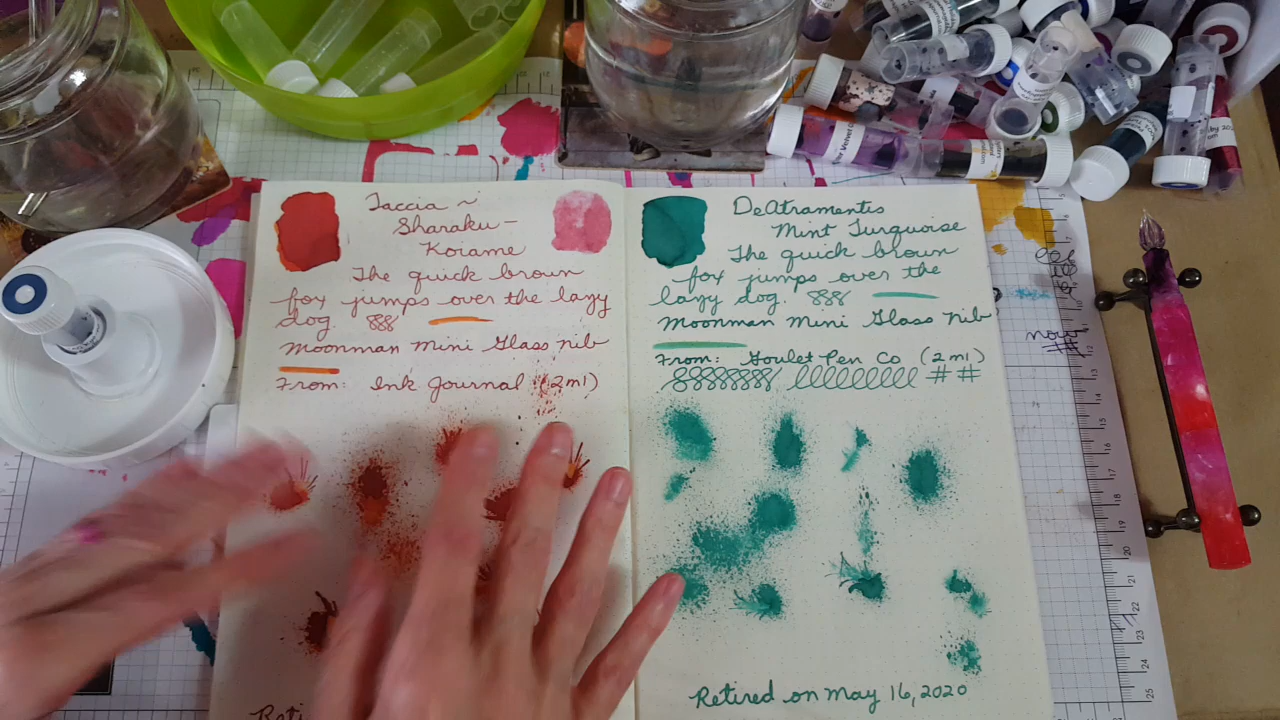 Taccia ~
Sharaku-
Koiame
The quick brown
fox jumps over the lazy
dog. 888
Moonman mini Glass nib
From: Ink Journal (2ml)
Reti
DeAtramentis
Mint Turquoise
The quick brown
fox jumps over the
lazy dog. 888
Moonman mini Glass nib
From: Goulet Pen Co (2ml)
88888888 lllllllllll # #
Retired on May 16, 2020